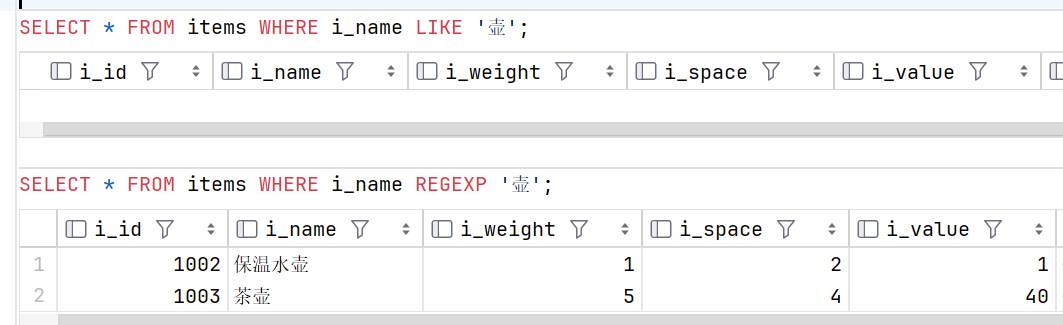 SELECT * FROM items WHERE i_name LIKE '壶';
i_id i_name i_weight i_space i_value
SELECT * FROM items WHERE i_name REGEXP '壶';
i_id i_name i_weight i_space i_value
1 1002 保温水壶 1 2 1
2 1003 茶壶 5 4 40